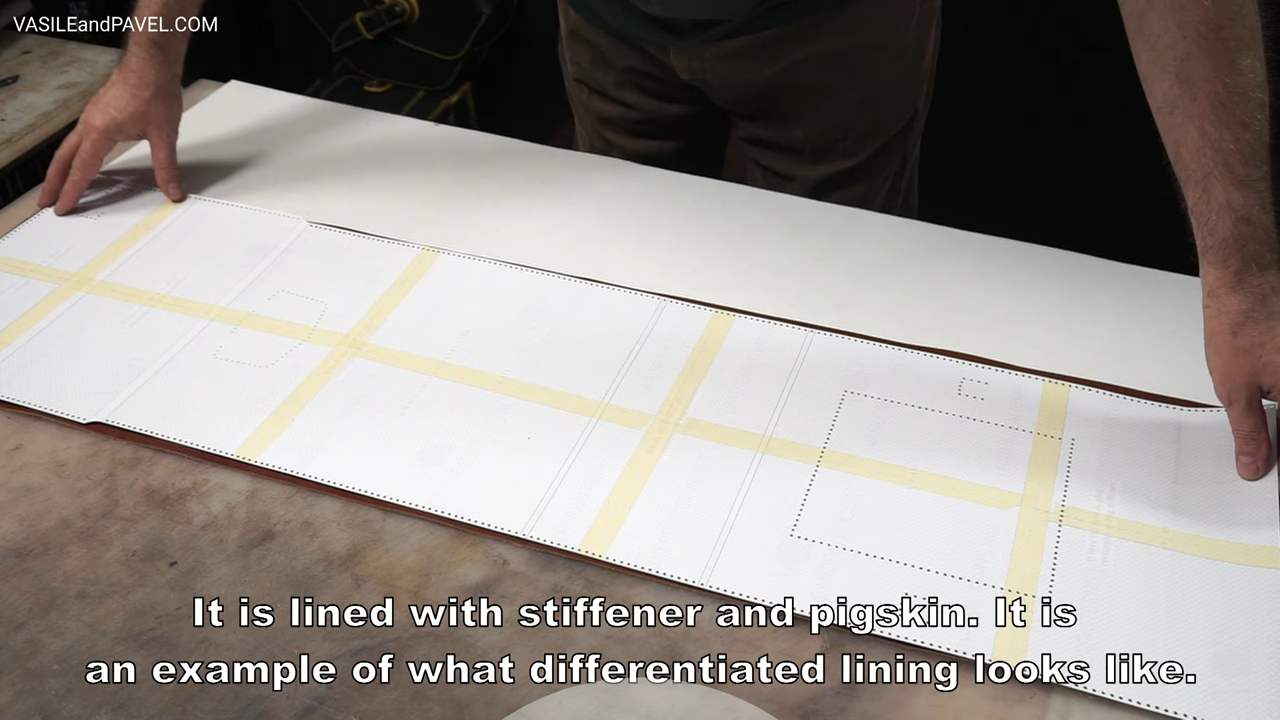 VASILEandPAVEL.COM
It is lined with stiffener and pigskin. It is
an example of what differentiated lining looks like.